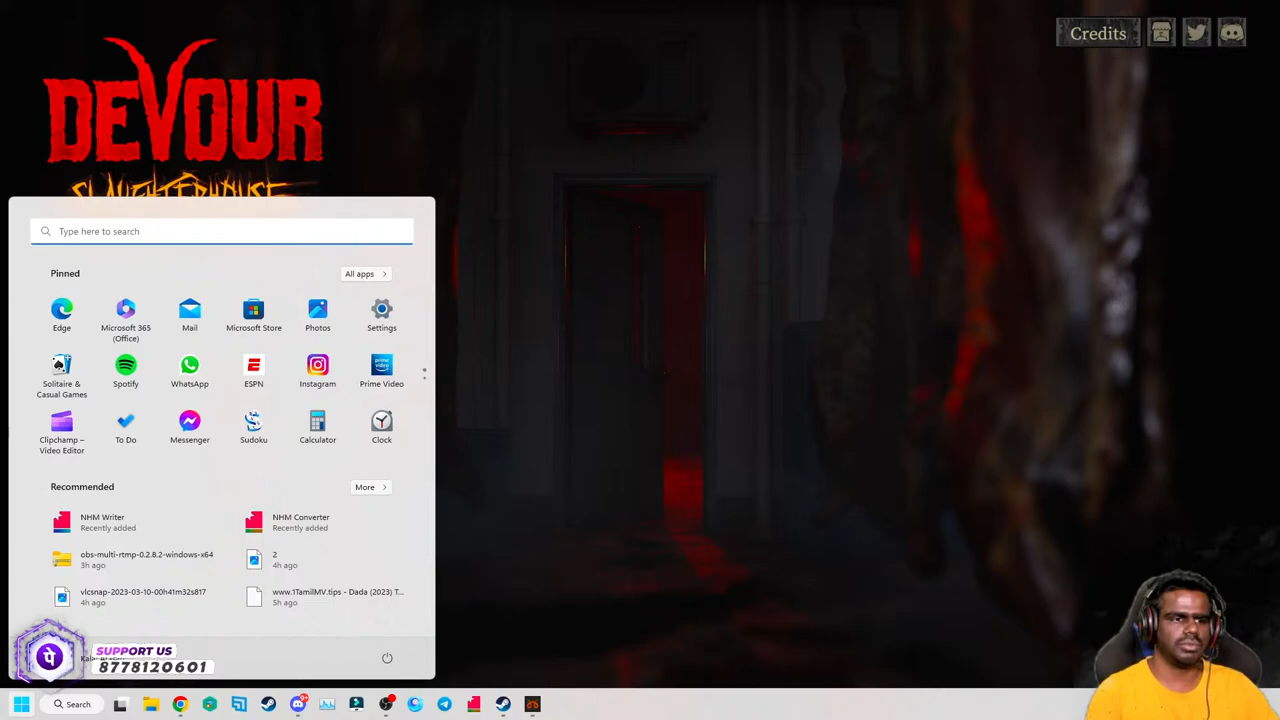 Credits
DEVOUR
SLAUGHTERHOUSE
Type here to search
Pinned
All apps
Edge
Microsoft 365
(Office)
Mail
Microsoft Store
Photos
Settings
Solitaire &
Casual Games
Spotify
WhatsApp
ESPN
Instagram
Prime Video
Clipchamp –
Video Editor
To Do
Messenger
Sudoku
Calculator
Clock
Recommended
More
NHM Writer
Recently added
NHM Converter
Recently added
obs-multi-rtmp-0.2.8.2-windows-x64
3h ago
2
4h ago
vlcsnap-2023-03-10-00h41m32s817
4h ago
www.1TamilMV.tips - Dada (2023) T...
5h ago
SUPPORT US
8778120601
Search